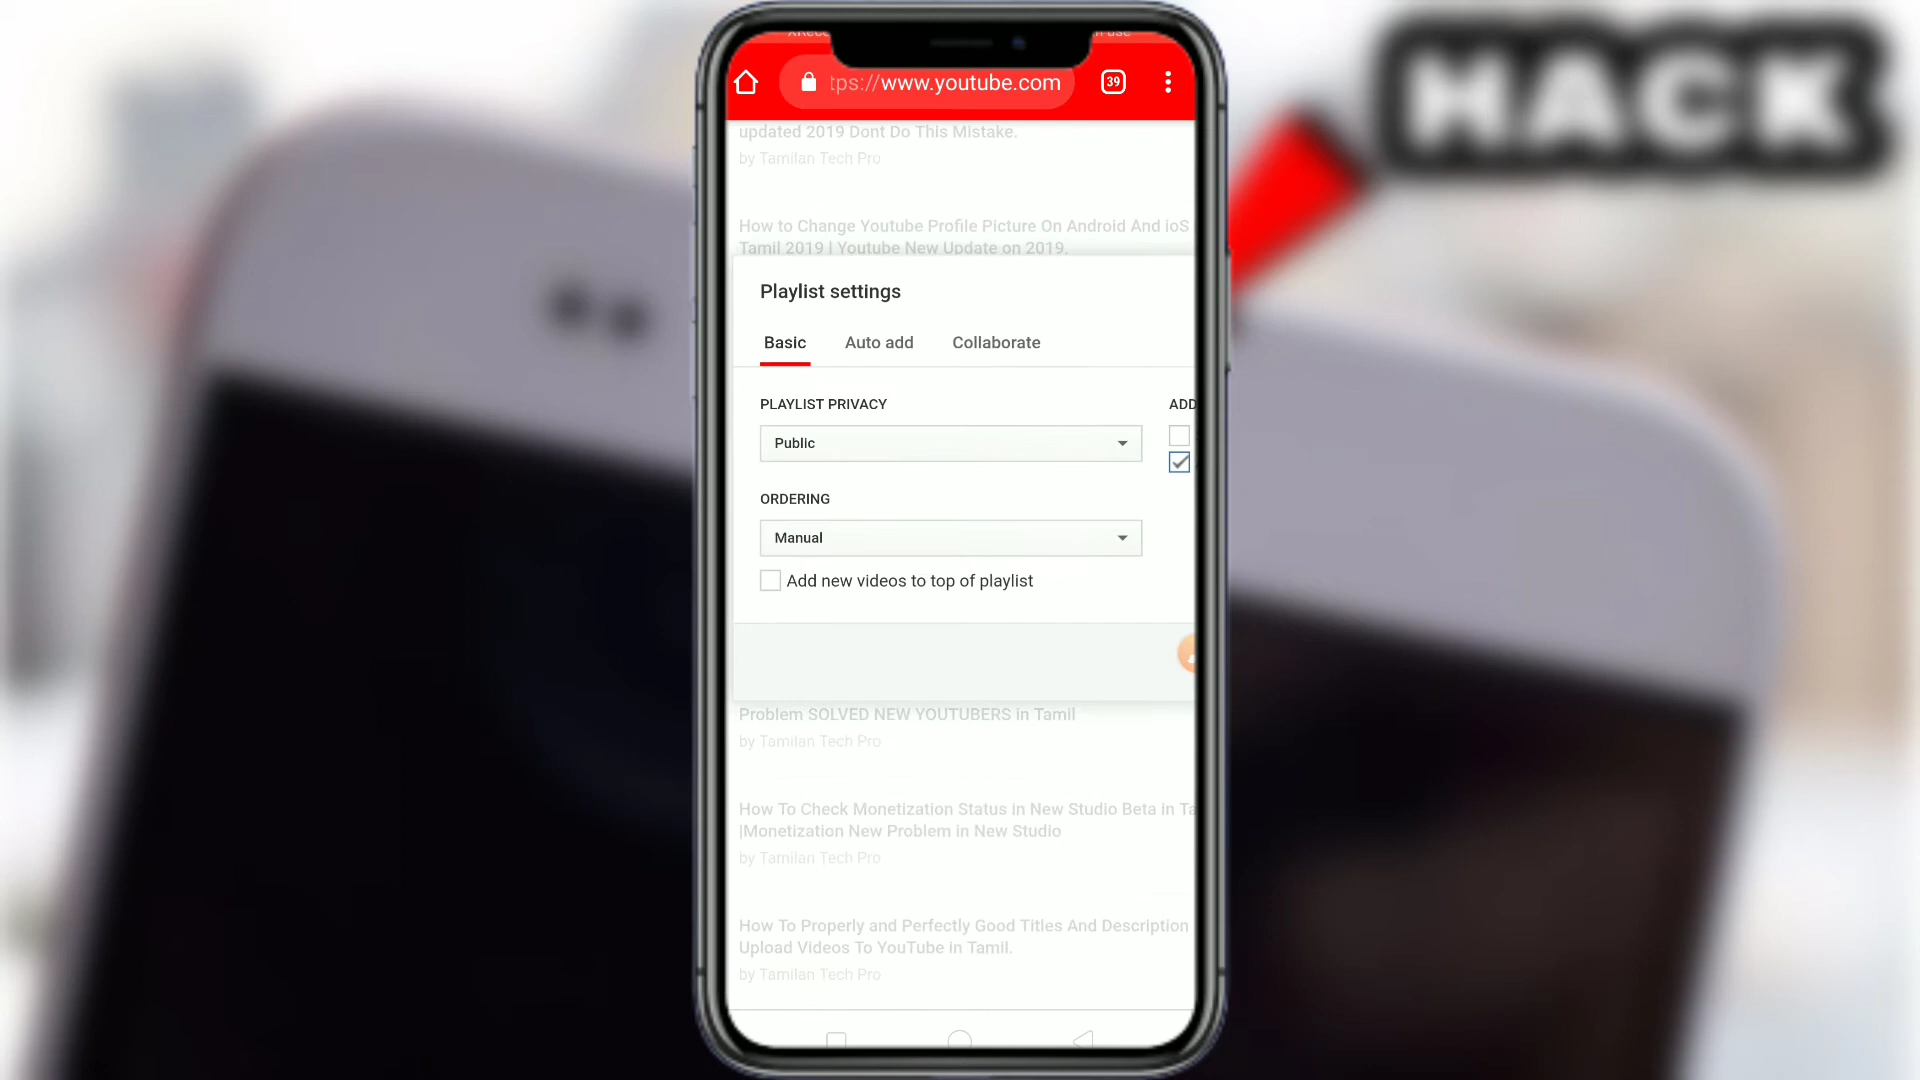 HACK
tps://www.youtube.com
39
updated 2019 Dont Do This Mistake.
by Tamilan Tech Pro
How to Change Youtube Profile Picture On Android And ioS
Tamil 2019 | Youtube New Update on 2019.
Playlist settings
Basic Auto add Collaborate
PLAYLIST PRIVACY
ADD
Public
ORDERING
Manual
Add new videos to top of playlist
Problem SOLVED NEW YOUTUBERS in Tamil
by Tamilan Tech Pro
How To Check Monetization Status in New Studio Beta in Ta
|Monetization New Problem in New Studio
by Tamilan Tech Pro
How To Properly and Perfectly Good Titles And Description
Upload Videos To YouTube in Tamil.
by Tamilan Tech Pro